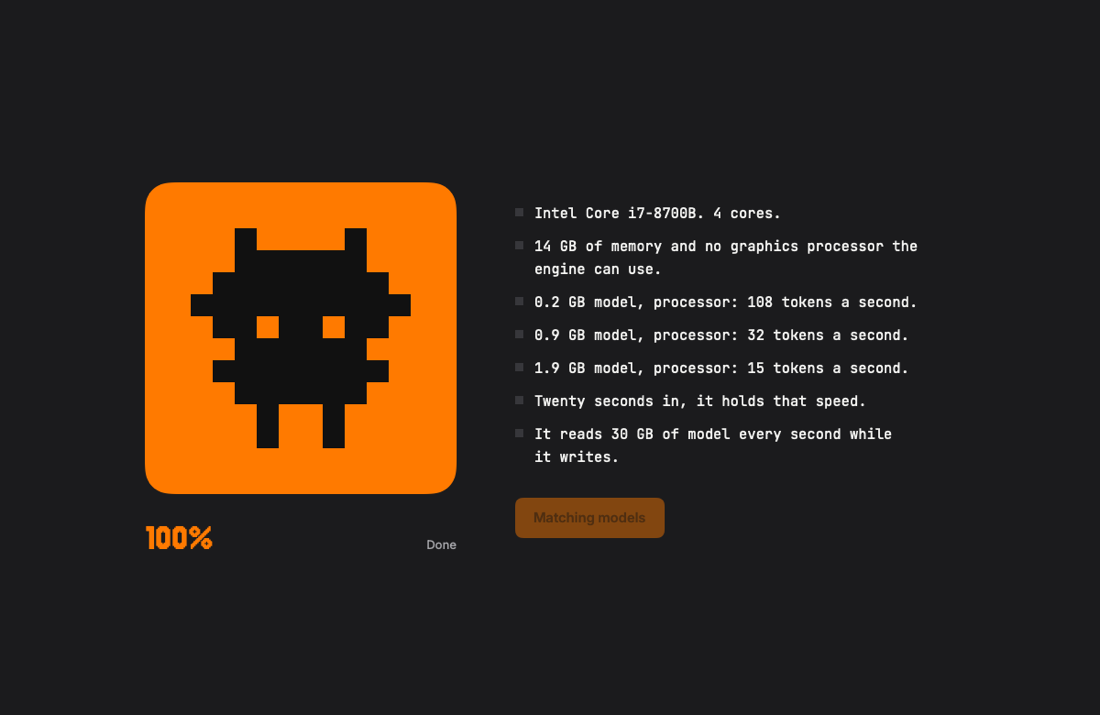 Intel Core i7-8700B. 4 cores.
14 GB of memory and no graphics processor the
engine can use.
0.2 GB model, processor: 108 tokens a second.
0.9 GB model, processor: 32 tokens a second.
1.9 GB model, processor: 15 tokens a second.
Twenty seconds in, it holds that speed.
It reads 30 GB of model every second while
it writes.
Matching models
100%
Done